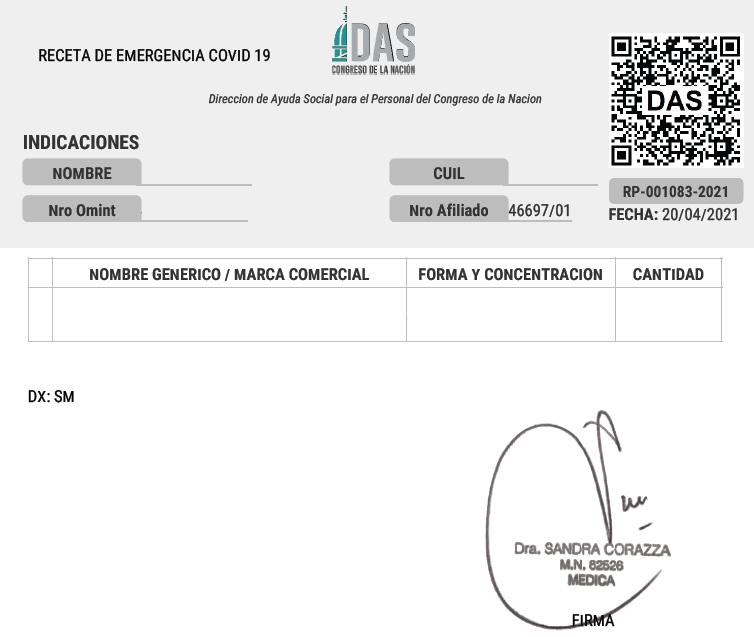 RECETA DE EMERGENCIA COVID 19
DAS
CONGRESO DE LA NACIÓN
Direccion de Ayuda Social para el Personal del Congreso de la Nacion
DAS
INDICACIONES
NOMBRE
CUIL
RP-001083-2021
Nro Omint
Nro Afiliado 46697/01
FECHA: 20/04/2021
NOMBRE GENERICO / MARCA COMERCIAL FORMA Y CONCENTRACION CANTIDAD
DX: SM
Dra. SANDRA CORAZZA
M.N. 82526
MEDICA
FIRMA